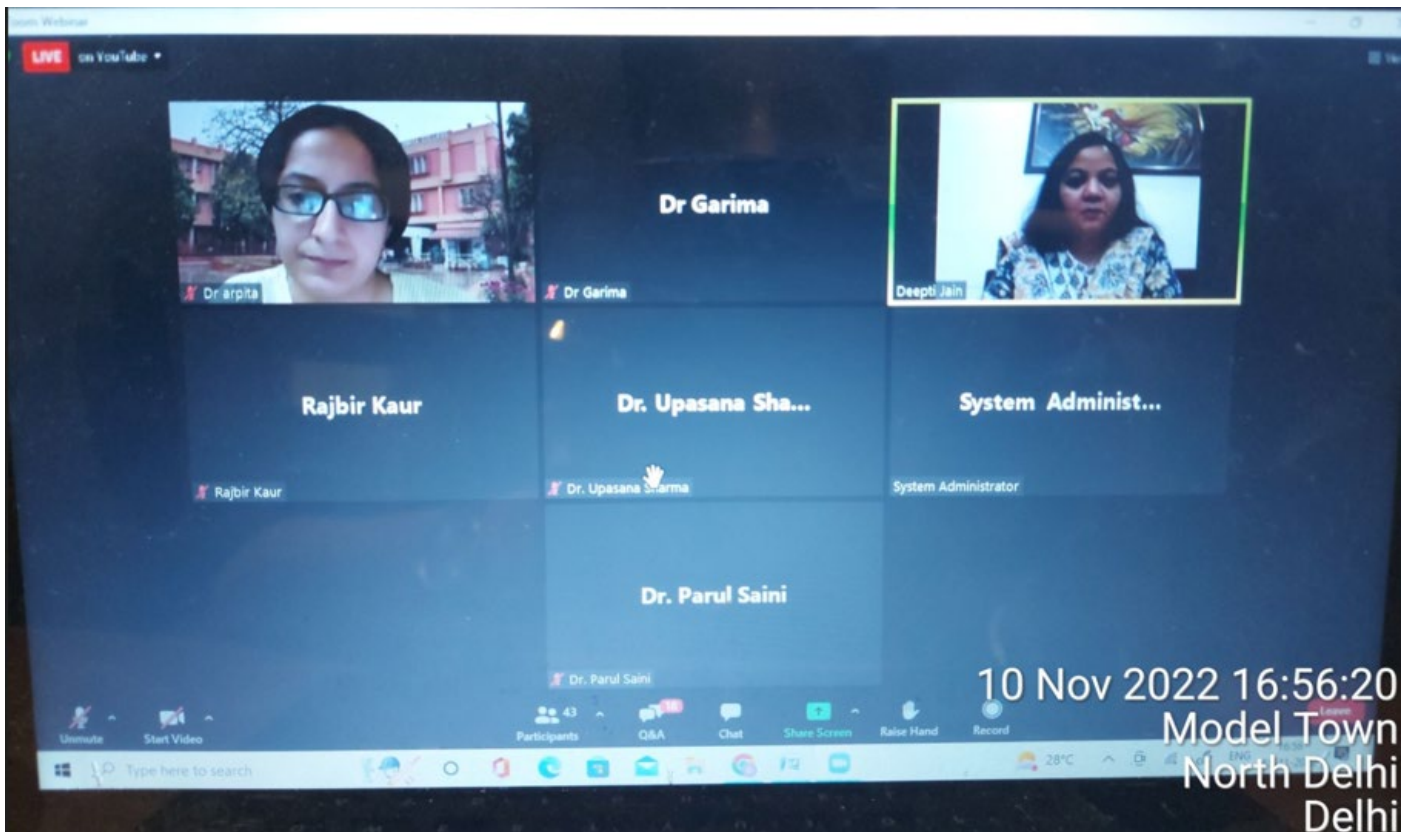 oom Webinar
LIVE on YouTube
Dr arpita
Dr Garima
Dr Garima
Deepti Jain
Rajbir Kaur
Rajbir Kaur
Dr. Upasana Sha...
Dr. Upasana Sharma
System Administ...
System Administrator
Dr. Parul Saini
Dr. Parul Saini
Unmute
Start Video
43
Participants
Q&A
Chat
Share Screen
Raise Hand
Record
Leave
Type here to search
28°C
ENG
10 Nov 2022 16:56:20
Model Town
North Delhi
Delhi